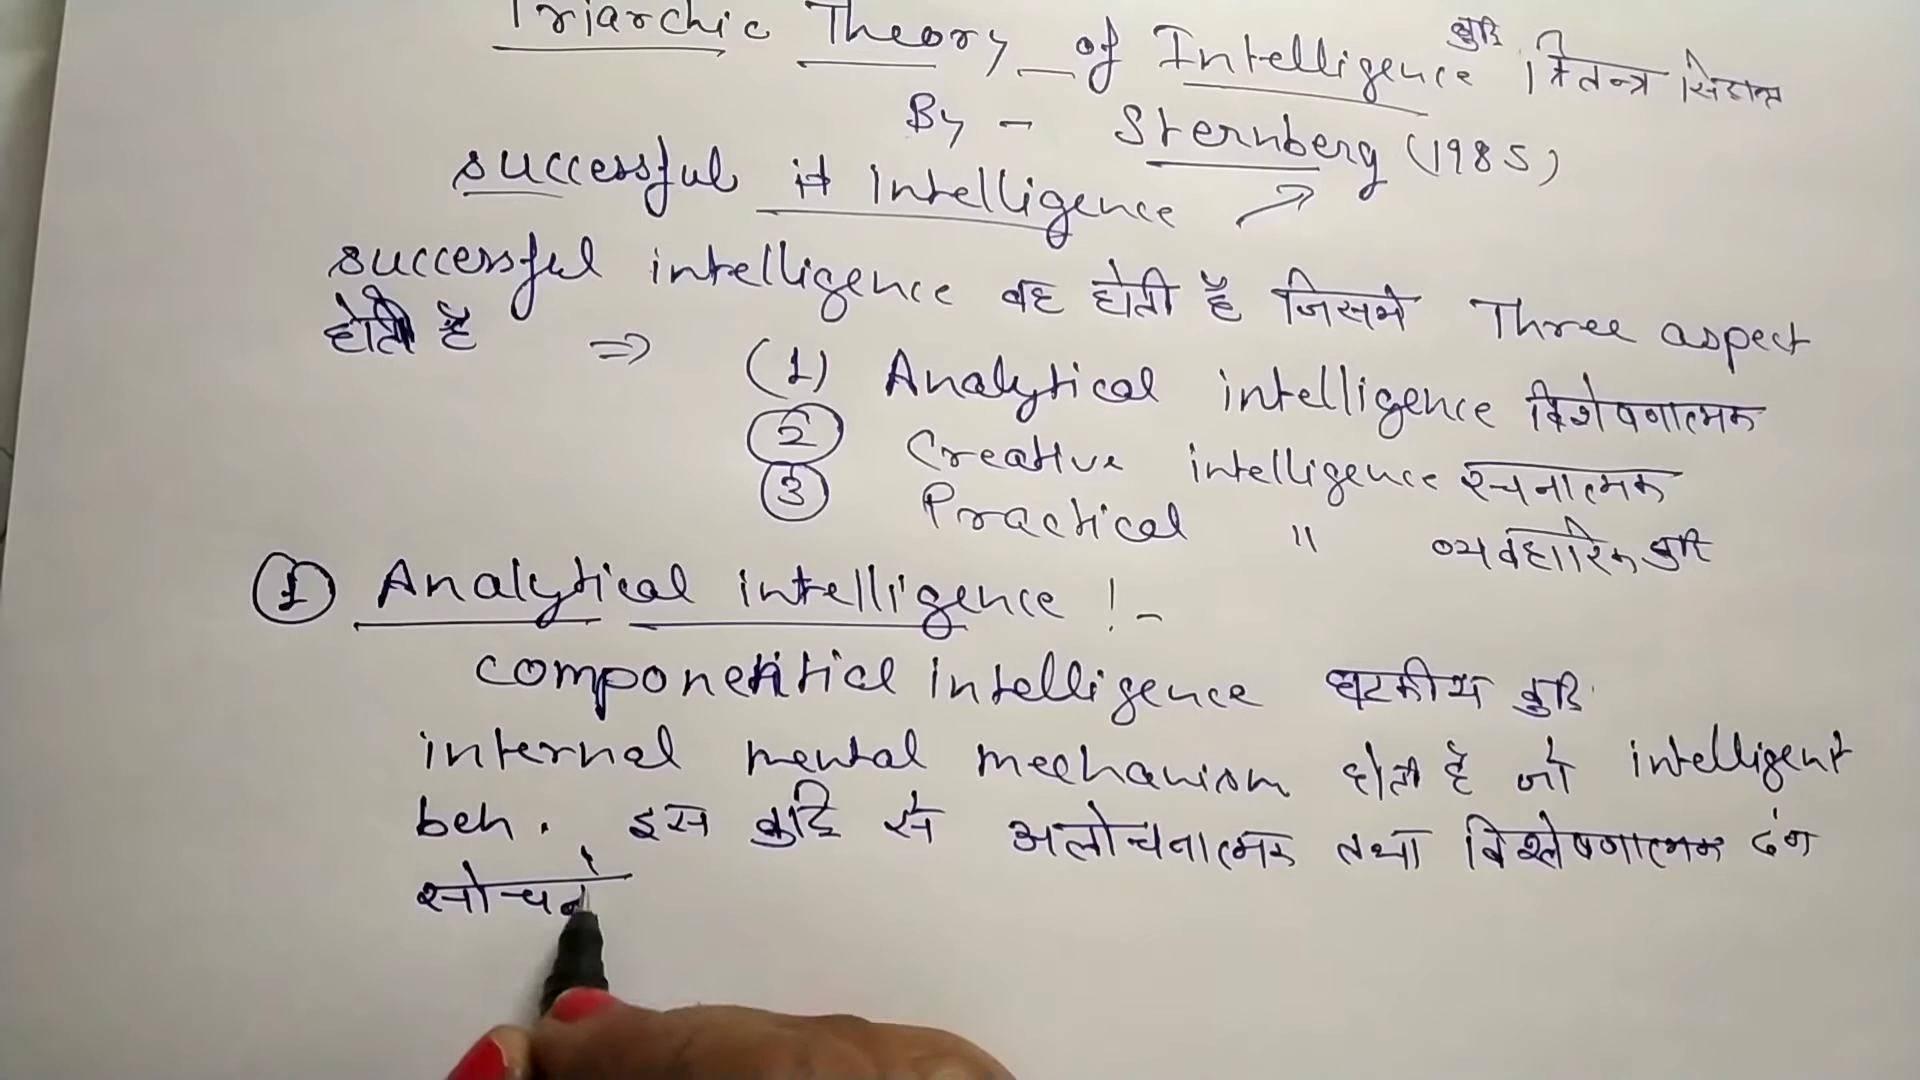 Triarchic Theory of Intelligence बुद्धि त्रितन्त्र सिद्धान्त
By - Sternberg (1985)
successful it Intelligence
successful intelligence वह होती है जिसमे Three aspect
होती है ⇒ (1) Analytical intelligence विशेषणात्मक
2 Creative intelligence रचनात्मक
3 Practical " व्यवहारिक बुद्धि
1 Analytical intelligence !-
componential Intelligence घटकीय बुद्धि
internal mental mechanism होता है जो intelligent
beh. इस बुद्धि से अलोचनात्मक तथा विश्लेषणात्मक ढंग
सोचने